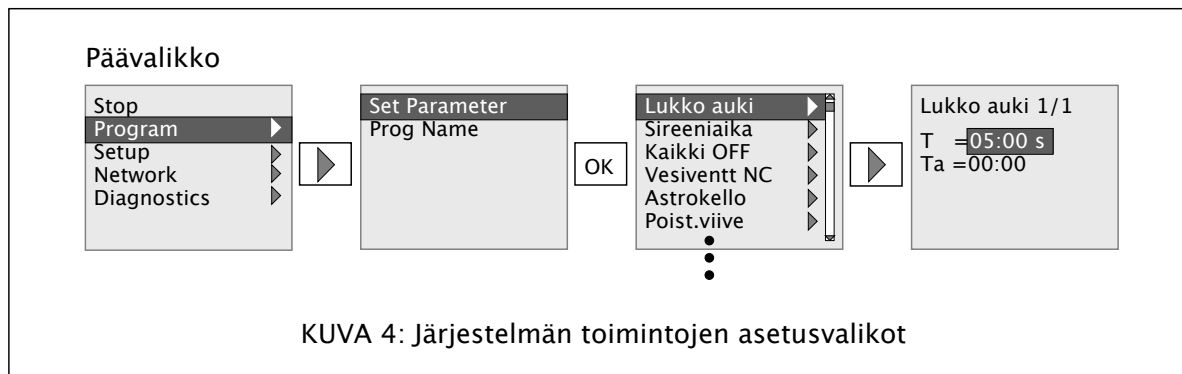 Päävalikko
Stop
Program
Setup
Network
Diagnostics
Set Parameter
Prog Name
OK
Lukko auki
Sireeniaika
Kaikki OFF
Vesiventt NC
Astrokello
Poist.viive
Lukko auki 1/1
T =05:00 s
Ta =00:00
KUVA 4: Järjestelmän toimintojen asetusvalikot